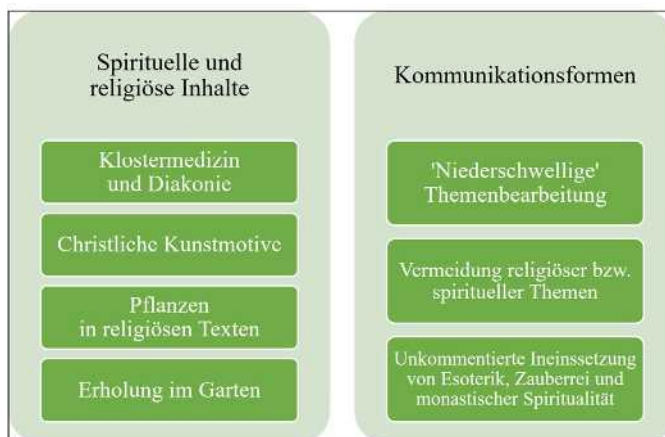 Spirituelle und
religiöse Inhalte
Klostermedizin
und Diakonie
Christliche Kunstmotive
Pflanzen
in religiösen Texten
Erholung im Garten
Kommunikationsformen
'Niederschwellige'
Themenbearbeitung
Vermeidung religiöser bzw.
spiritueller Themen
Unkommentierte Ineinssetzung
von Esoterik, Zauberrei und
monastischer Spiritualität